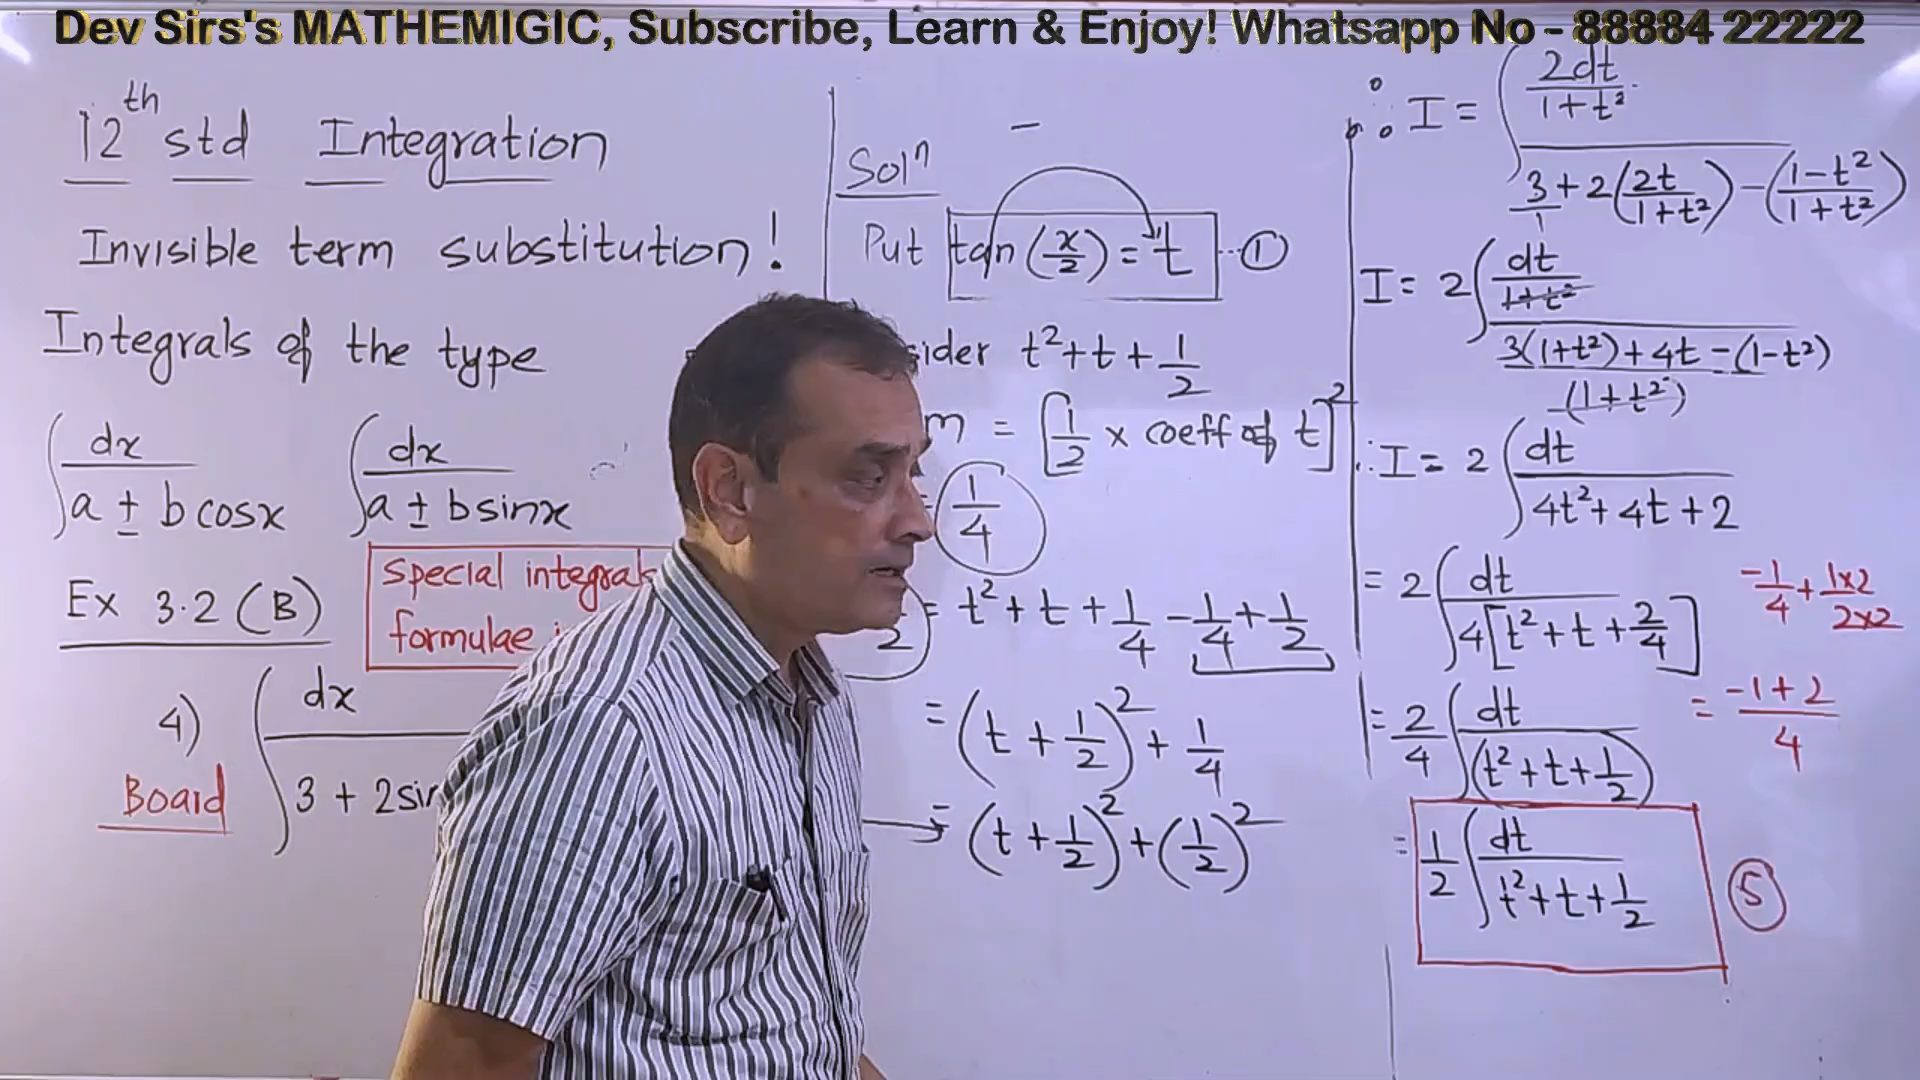 Dev Sirs's MATHEMIGIC, Subscribe, Learn & Enjoy! Whatsapp No - 88884 22222
12th std Integration
Invisible term substitution!
Integrals of the type
∫ dx / (a ± b cosx) ∫ dx / (a ± b sinx)
Ex 3.2 (B)
Special integrals
formulae
4) ∫ dx / 3 + 2sin
Board
Solⁿ
Put tan(x/2) = t ...①
sider t² + t + 1/2
m = [1/2 × coeff of t]²
1/4
2 = t² + t + 1/4 - 1/4 + 1/2
= (t + 1/2)² + 1/4
→ = (t + 1/2)² + (1/2)²
∴ I = ∫ (2dt / 1+t²) / (3/1 + 2(2t / 1+t²) - (1-t² / 1+t²))
I = 2 ∫ (dt / 1+t²) / (3(1+t²) + 4t - (1-t²) / (1+t²))
∴ I = 2 ∫ dt / 4t² + 4t + 2
= 2 ∫ dt / 4[t² + t + 2/4]
-1/4 + 1×2 / 2×2
= 2/4 ∫ dt / (t² + t + 1/2)
= -1+2 / 4
= 1/2 ∫ dt / t² + t + 1/2 ⑤